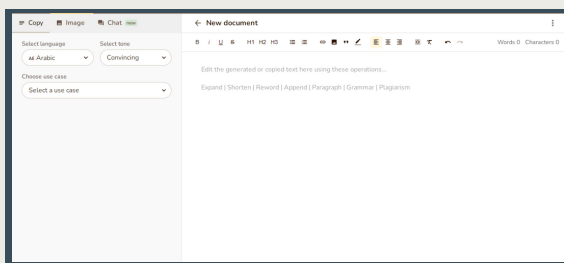 Copy Image Chat new
Select language Select tone
AE Arabic Convincing
Choose use case
Select a use case
← New document
B I U S H1 H2 H3 Words 0 Characters 0
Edit the generated or copied text here using these operations...
Expand | Shorten | Reword | Append | Paragraph | Grammar | Plagiarism